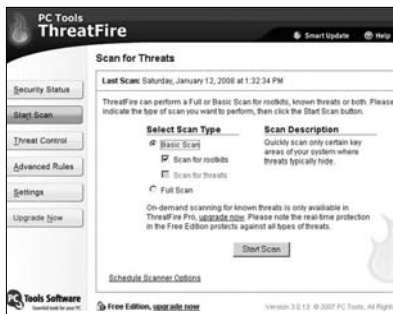 PC Tools
ThreatFire
Smart Update
Help
Scan for Threats
Last Scan: Saturday, January 12, 2008 at 1:32:34 PM
Security Status
Start Scan
Threat Control
Advanced Rules
Settings
Upgrade Now
ThreatFire can perform a Full or Basic Scan for rootkits, known threats or both. Please
indicate the type of scan you want to perform, then click the Start Scan button.
Select Scan Type
Basic Scan
Scan for rootkits
Scan for threats
Full Scan
Scan Description
Quickly scan only certain key
areas of your system where
threats typically hide.
On-demand scanning for known threats is only available in
ThreatFire Pro, upgrade now. Please note the real-time protection
in the Free Edition protects against all types of threats.
Start Scan
Schedule Scanner Options
PC Tools Software
Essential tools for your PC
Free Edition, upgrade now
Version 3.0.13 © 2007 PC Tools, All Rights